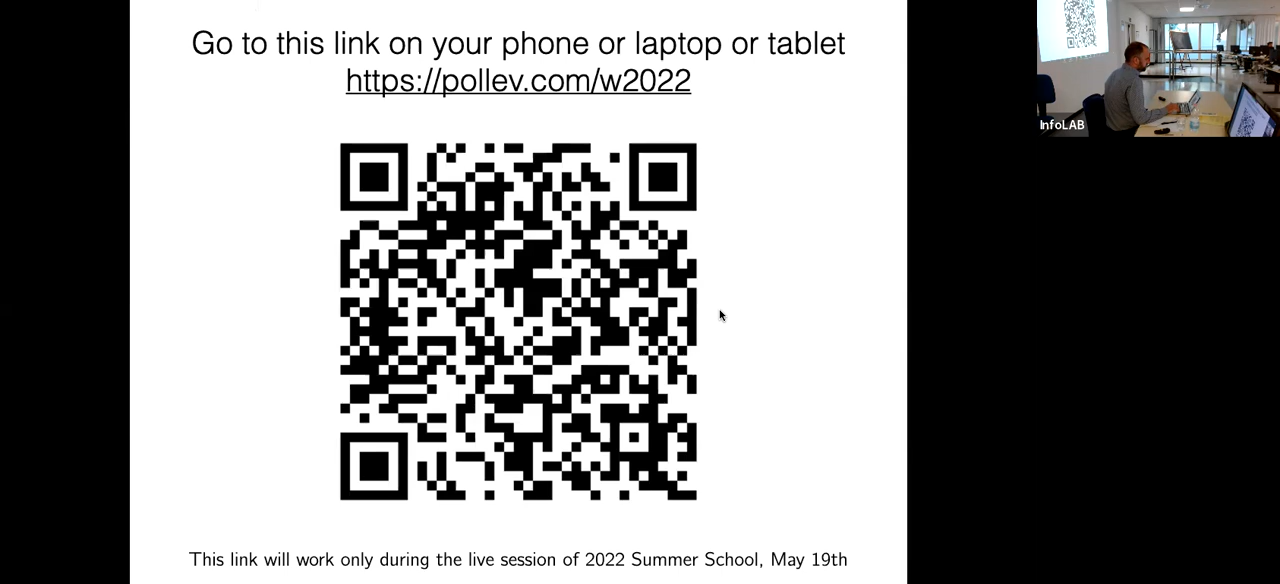 Go to this link on your phone or laptop or tablet
https://pollev.com/w2022
InfoLAB
This link will work only during the live session of 2022 Summer School, May 19th